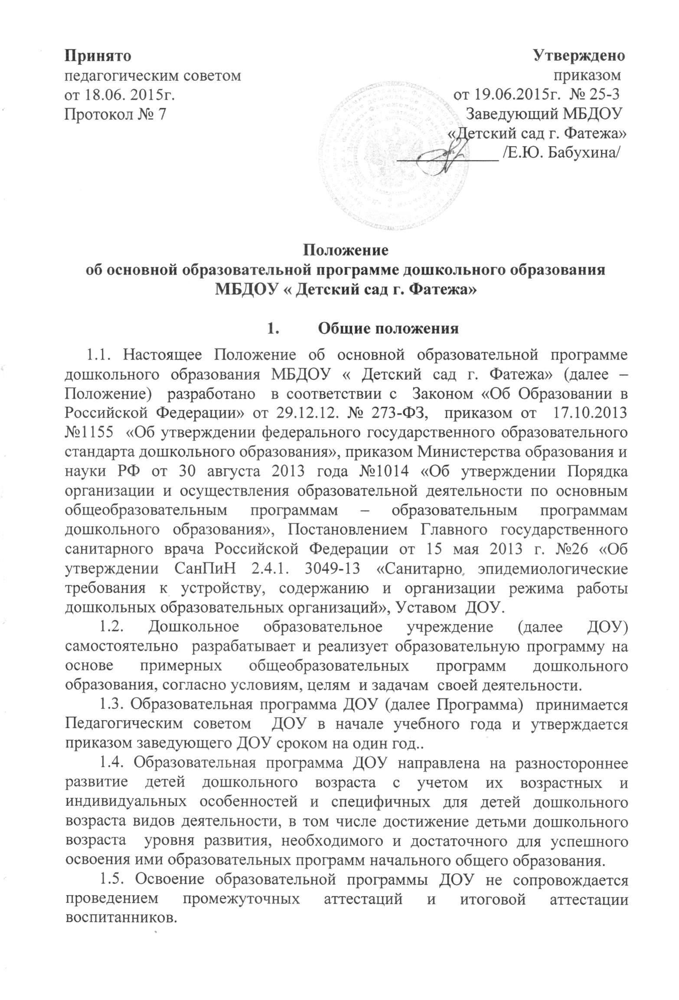 Принято Утверждено
педагогическим советом приказом
от 18.06. 2015г. от 19.06.2015г. № 25-3
Протокол № 7 Заведующий МБДОУ
«Детский сад г. Фатежа»
/Е.Ю. Бабухина/
Положение
об основной образовательной программе дошкольного образования
МБДОУ « Детский сад г. Фатежа»
1. Общие положения
1.1. Настоящее Положение об основной образовательной программе
дошкольного образования МБДОУ « Детский сад г. Фатежа» (далее –
Положение) разработано в соответствии с Законом «Об Образовании в
Российской Федерации» от 29.12.12. № 273-ФЗ, приказом от 17.10.2013
№1155 «Об утверждении федерального государственного образовательного
стандарта дошкольного образования», приказом Министерства образования и
науки РФ от 30 августа 2013 года №1014 «Об утверждении Порядка
организации и осуществления образовательной деятельности по основным
общеобразовательным программам – образовательным программам
дошкольного образования», Постановлением Главного государственного
санитарного врача Российской Федерации от 15 мая 2013 г. №26 «Об
утверждении СанПиН 2.4.1. 3049-13 «Санитарно эпидемиологические
требования к устройству, содержанию и организации режима работы
дошкольных образовательных организаций», Уставом ДОУ.
1.2. Дошкольное образовательное учреждение (далее ДОУ)
самостоятельно разрабатывает и реализует образовательную программу на
основе примерных общеобразовательных программ дошкольного
образования, согласно условиям, целям и задачам своей деятельности.
1.3. Образовательная программа ДОУ (далее Программа) принимается
Педагогическим советом ДОУ в начале учебного года и утверждается
приказом заведующего ДОУ сроком на один год..
1.4. Образовательная программа ДОУ направлена на разностороннее
развитие детей дошкольного возраста с учетом их возрастных и
индивидуальных особенностей и специфичных для детей дошкольного
возраста видов деятельности, в том числе достижение детьми дошкольного
возраста уровня развития, необходимого и достаточного для успешного
освоения ими образовательных программ начального общего образования.
1.5. Освоение образовательной программы ДОУ не сопровождается
проведением промежуточных аттестаций и итоговой аттестации
воспитанников.